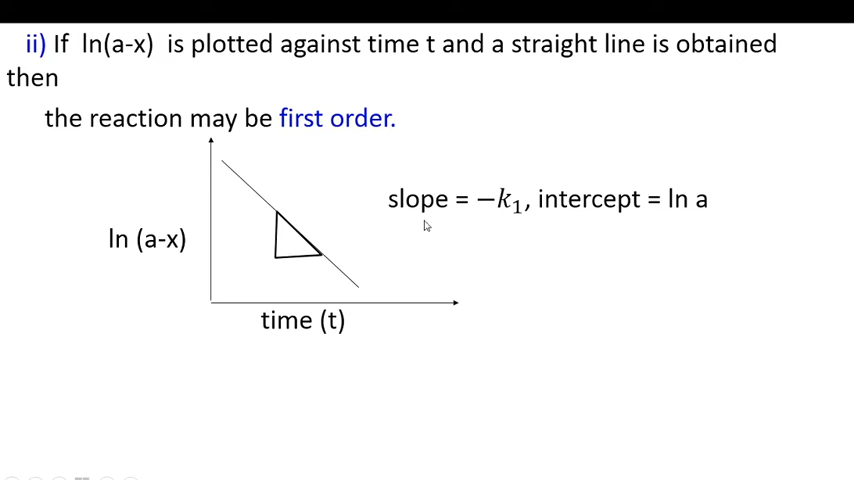 ii) If ln(a-x) is plotted against time t and a straight line is obtained
then
the reaction may be first order.
slope = −k₁, intercept = ln a
ln (a-x)
time (t)